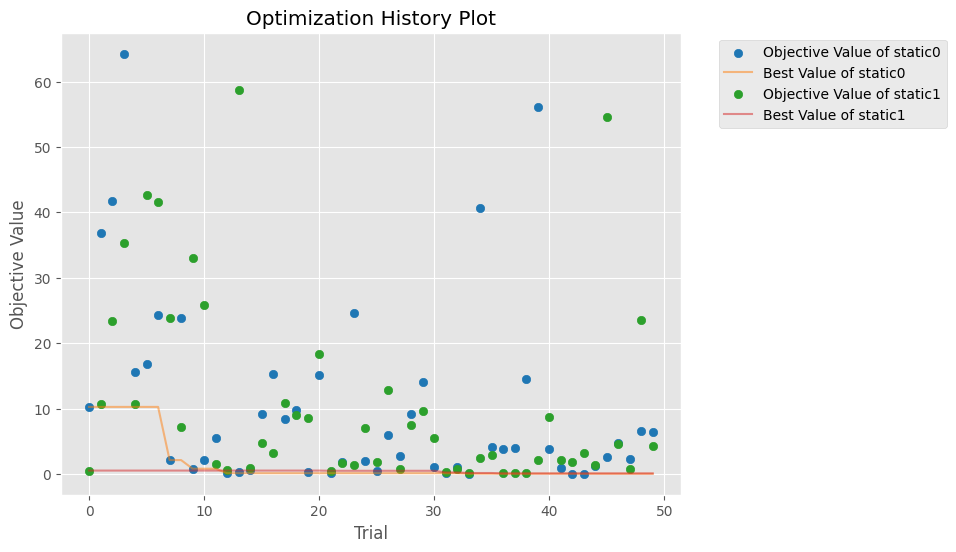 Optimization History Plot
Objective Value of static0
Best Value of static0
Objective Value of static1
Best Value of static1
Objective Value
60
50
40
30
20
10
0
0
10
20
30
40
50
Trial